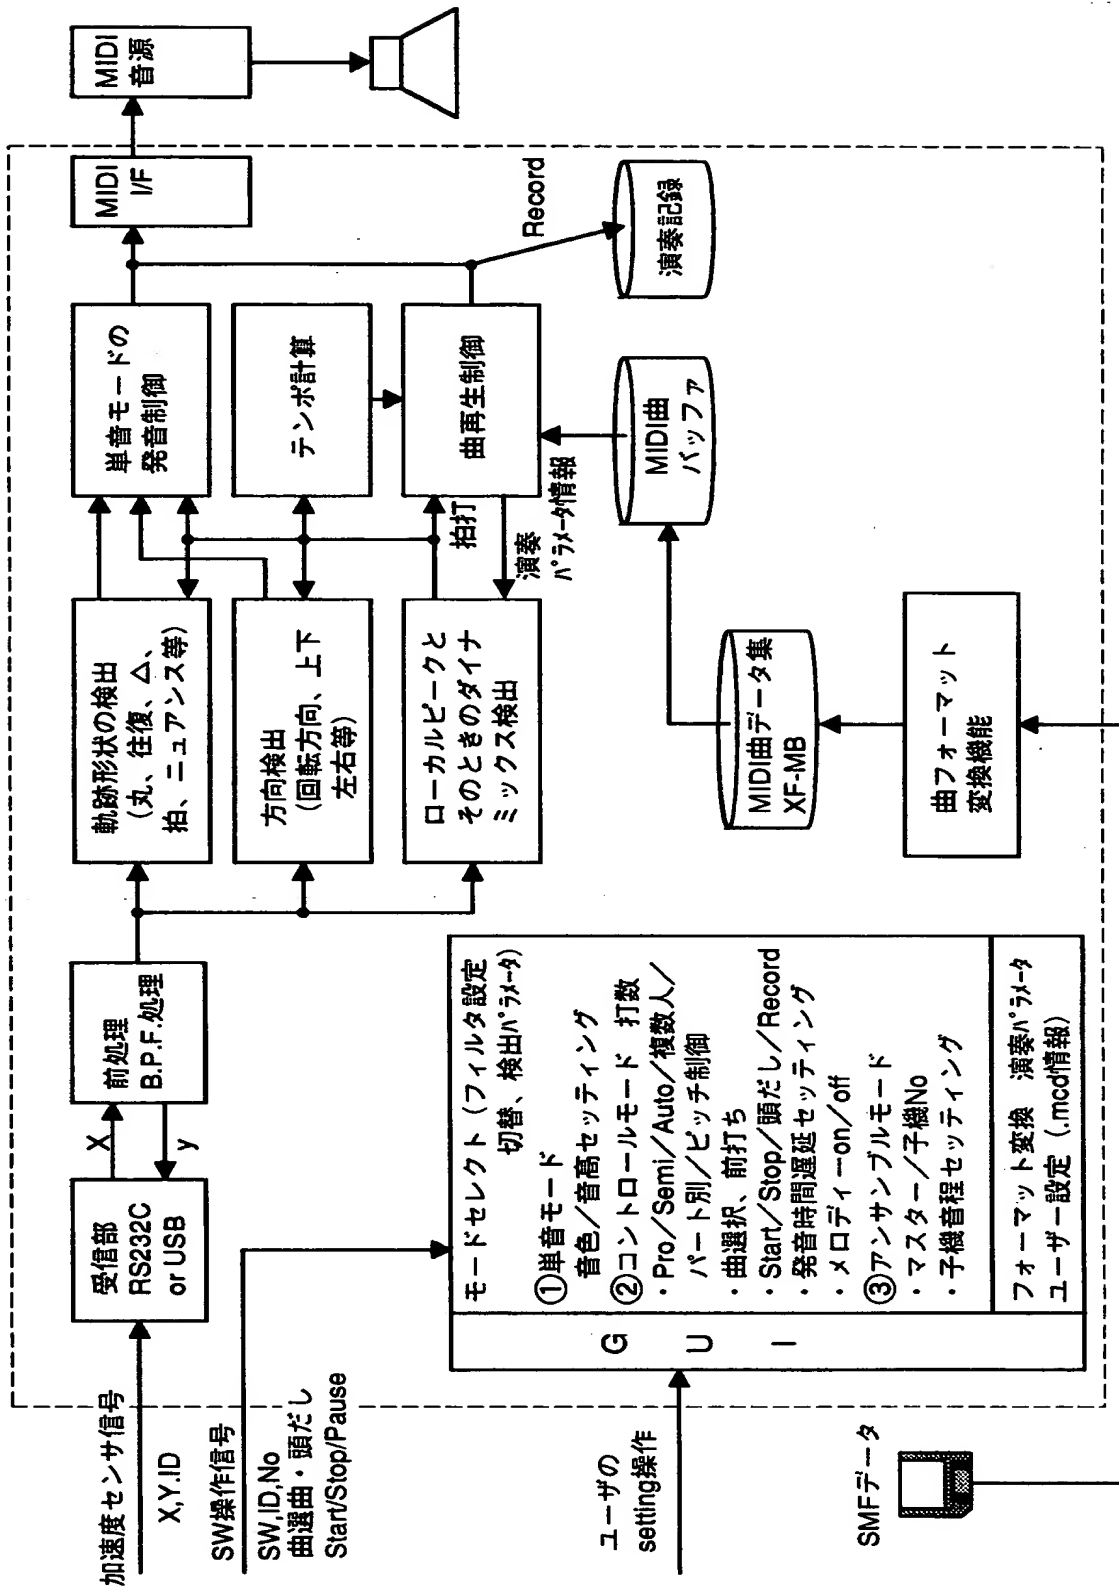 加速度センサ信号
X,Y.ID
SW操作信号
SW,ID,No
曲選曲・頭だし
Start/Stop/Pause
ユーザの
setting操作
SMFデータ
受信部
RS232C
or USB
X
y
前処理
B.P.F.処理
軌跡形状の検出
(丸、往復、△、
拍、ニュアンス等)
方向検出
(回転方向、上下
左右等)
ローカルピークと
そのときのダイナ
ミックス検出
単音モードの
発音制御
テンポ計算
曲再生制御
拍打
演奏
パラメータ情報
MIDI
I/F
MIDI
音源
Record
演奏記録
MIDI曲
バッファ
MIDI曲データ集
XF-MB
曲フォーマット
変換機能
G U I
モードセレクト(フィルタ設定
切替、検出パラメータ)
①単音モード
音色/音高セッティング
②コントロールモード 打数
・Pro/Semi/Auto/複数人/
パート別/ピッチ制御
・曲選択、前打ち
・Start/Stop/頭だし/Record
・発音時間遅延セッティング
・メロディーon/off
③アンサンブルモード
・マスター/子機No
・子機音程セッティング
フォーマット変換 演奏パラメータ
ユーザー設定(.mcd情報)